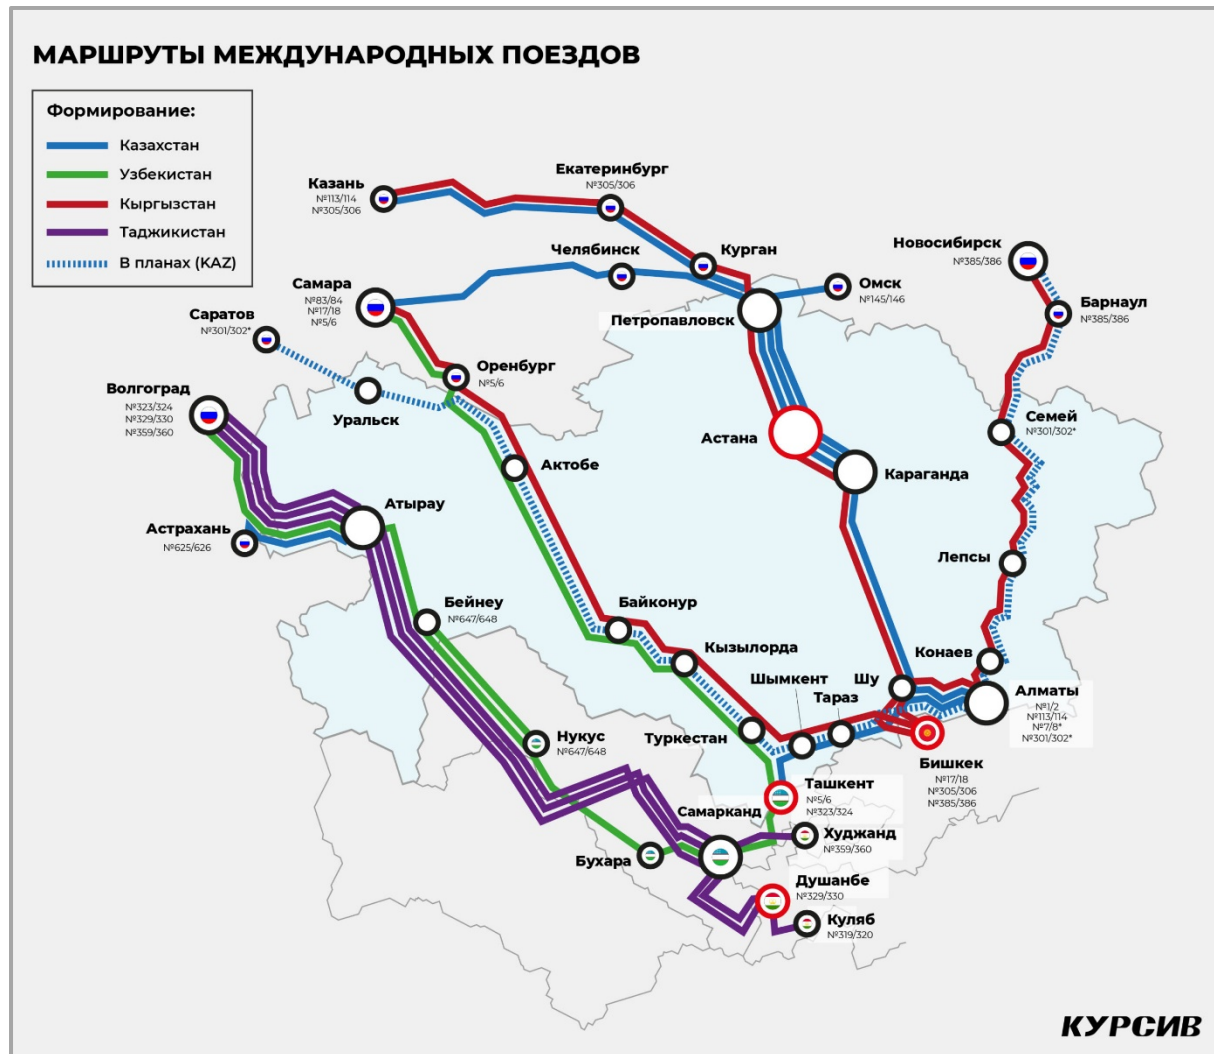 МАРШРУТЫ МЕЖДУНАРОДНЫХ ПОЕЗДОВ
Формирование:
Казахстан
Узбекистан
Кыргызстан
Таджикистан
В планах (KAZ)
Казань
№113/114
№305/306
Екатеринбург
№305/306
Челябинск
Курган
Новосибирск
№385/386
Самара
№83/84
№17/18
№5/6
Омск
№145/146
Барнаул
№385/386
Петропавловск
Саратов
№301/302*
Оренбург
№5/6
Волгоград
№323/324
№329/330
№359/360
Уральск
Семей
№301/302*
Астана
Актобе
Караганда
Атырау
Астрахань
№625/626
Лепсы
Бейнеу
№647/648
Байконур
Кызылорда
Конаев
Шымкент
Тараз
Шу
Алматы
№1/2
№113/114
№7/8*
№301/302*
Туркестан
Нукус
№647/648
Бишкек
№17/18
№305/306
№385/386
Ташкент
№5/6
№323/324
Самарканд
Худжанд
№359/360
Бухара
Душанбе
№329/330
Куляб
№319/320
КУРСИВ